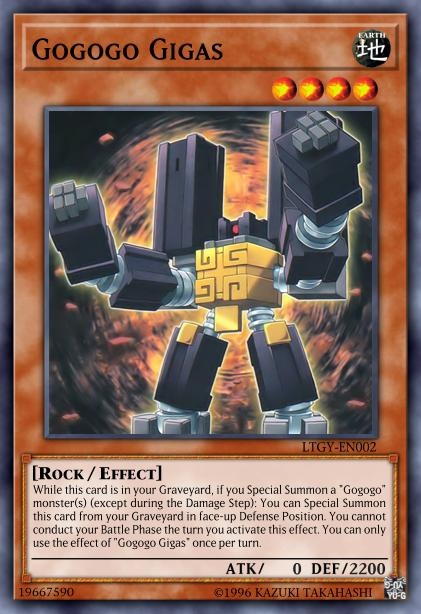 GOGOGO GIGAS
EARTH
地
LTGY-EN002
[ROCK / EFFECT]
While this card is in your Graveyard, if you Special Summon a "Gogogo"
monster(s) (except during the Damage Step): You can Special Summon
this card from your Graveyard in face-up Defense Position. You cannot
conduct your Battle Phase the turn you activate this effect. You can only
use the effect of "Gogogo Gigas" once per turn.
ATK/ 0 DEF/2200
19667590
©1996 KAZUKI TAKAHASHI